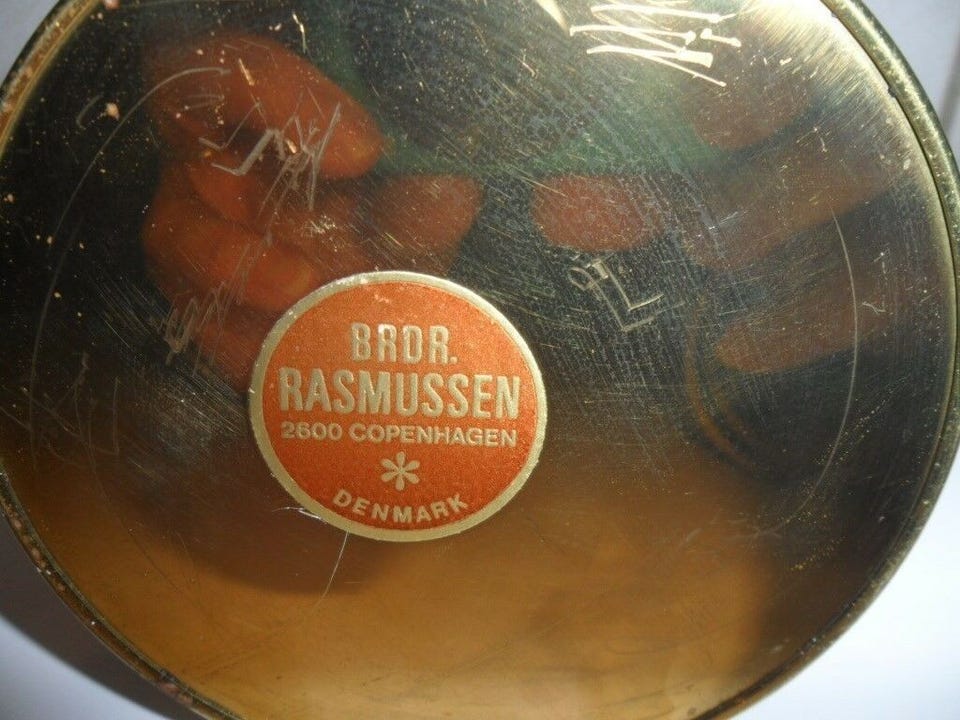 BRDR.
RASMUSSEN
2600 COPENHAGEN
DENMARK